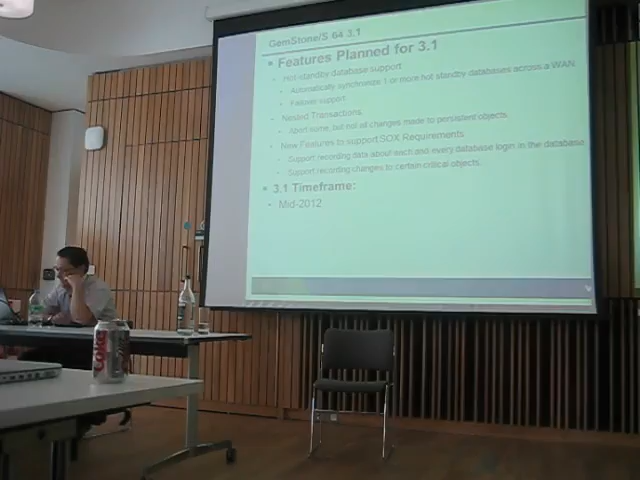 GemStone/S 64 3.1
Features Planned for 3.1
Hot-standby database support
Automatically synchronize 1 or more hot standby databases across a WAN
Failover support
Nested Transactions
Abort some, but not all changes made to persistent objects
New Features to support SOX Requirements
Support recording data about each and every database login in the database
Support recording changes to certain critical objects.
3.1 Timeframe:
Mid-2012
Coke